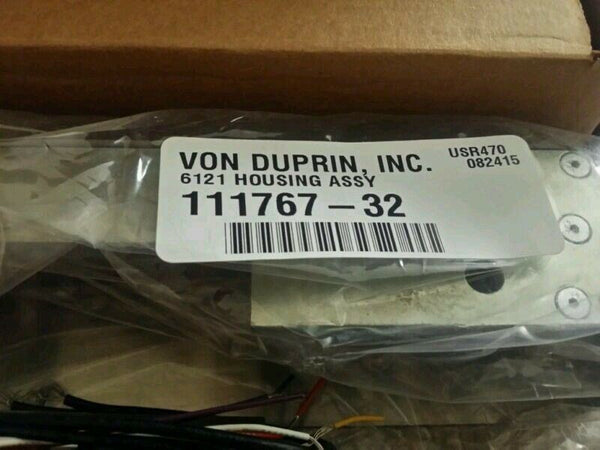 VON DUPRIN, INC.
USR470
082415
6121 HOUSING ASSY
111767-32